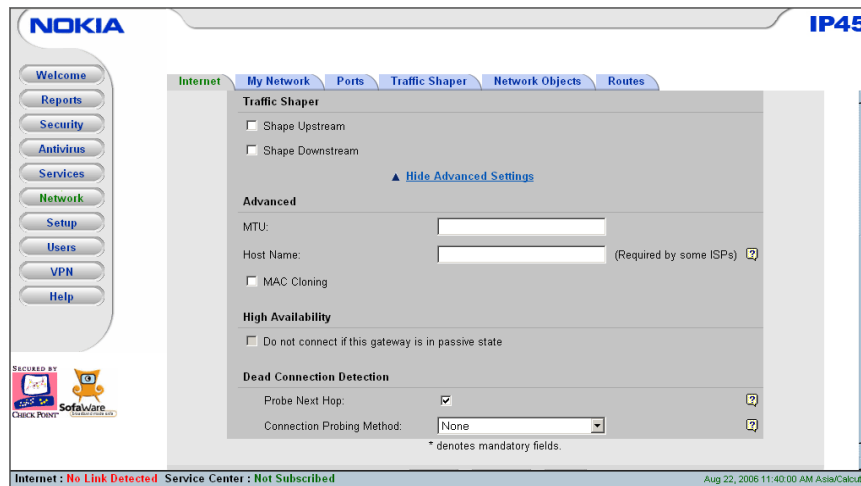 NOKIA
IP45
Welcome
Reports
Security
Antivirus
Services
Network
Setup
Users
VPN
Help
SECURED BY
CHECK POINT
SofaWare
Internet My Network Ports Traffic Shaper Network Objects Routes
Traffic Shaper
Shape Upstream
Shape Downstream
▲ Hide Advanced Settings
Advanced
MTU:
Host Name: (Required by some ISPs) ?
MAC Cloning
High Availability
Do not connect if this gateway is in passive state
Dead Connection Detection
Probe Next Hop: ?
Connection Probing Method: None ?
* denotes mandatory fields.
Internet : No Link Detected Service Center : Not Subscribed Aug 22, 2006 11:40:00 AM Asia/Calcu